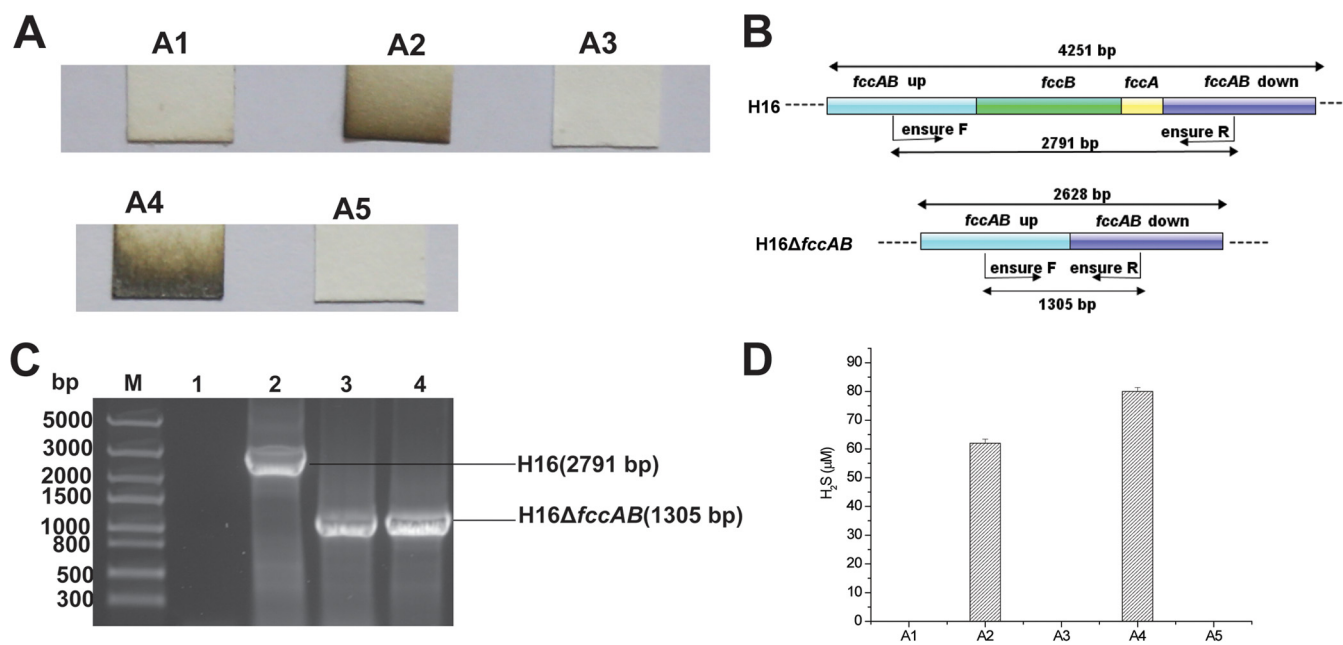 A
A1 A2 A3
A4 A5
B
4251 bp
fccAB up fccB fccA fccAB down
H16
ensure F ensure R
2791 bp
2628 bp
fccAB up fccAB down
H16ΔfccAB
ensure F ensure R
1305 bp
C
bp M 1 2 3 4
5000
3000
2000
1500
1000
800
500
300
H16(2791 bp)
H16ΔfccAB(1305 bp)
D
90
80
70
60
50
40
30
20
10
0
H2S (μM)
A1 A2 A3 A4 A5